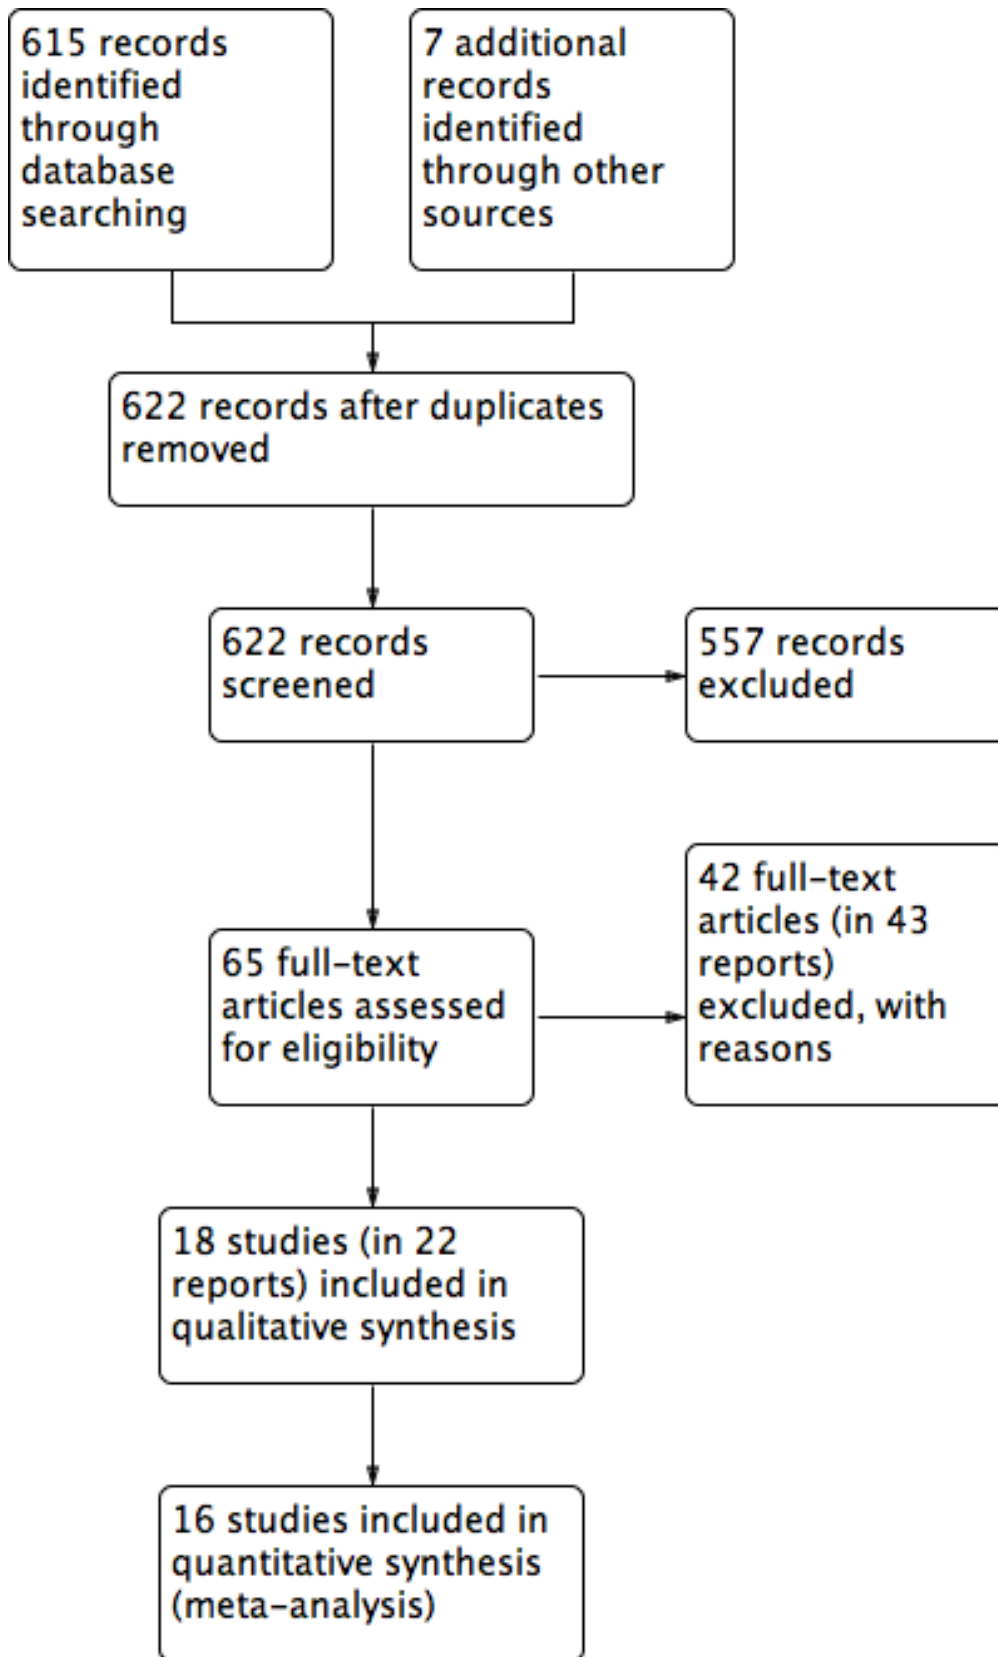 615 records
identified
through
database
searching
7 additional
records
identified
through other
sources
622 records after duplicates
removed
622 records
screened
557 records
excluded
65 full-text
articles assessed
for eligibility
42 full-text
articles (in 43
reports)
excluded, with
reasons
18 studies (in 22
reports) included in
qualitative synthesis
16 studies included in
quantitative synthesis
(meta-analysis)